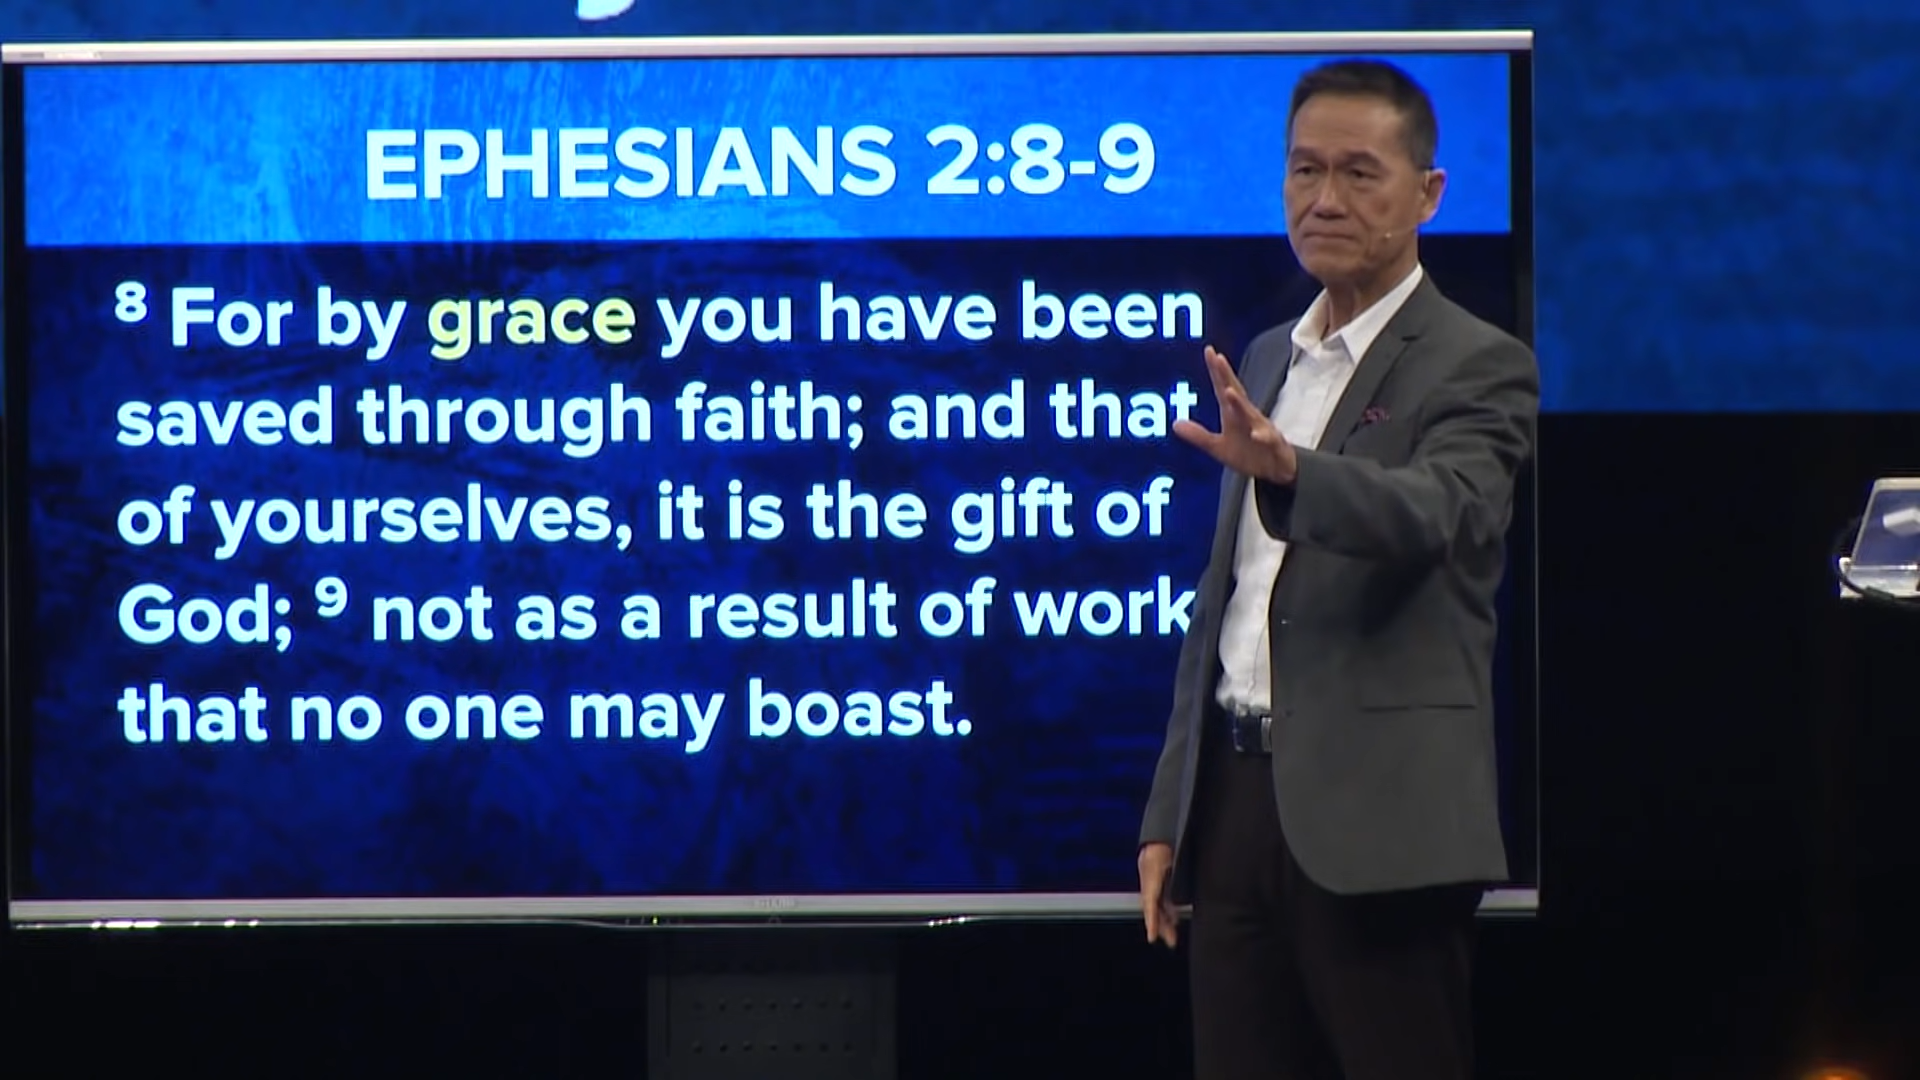 EPHESIANS 2:8-9
8 For by grace you have been
saved through faith; and that
of yourselves, it is the gift of
God; 9 not as a result of work
that no one may boast.